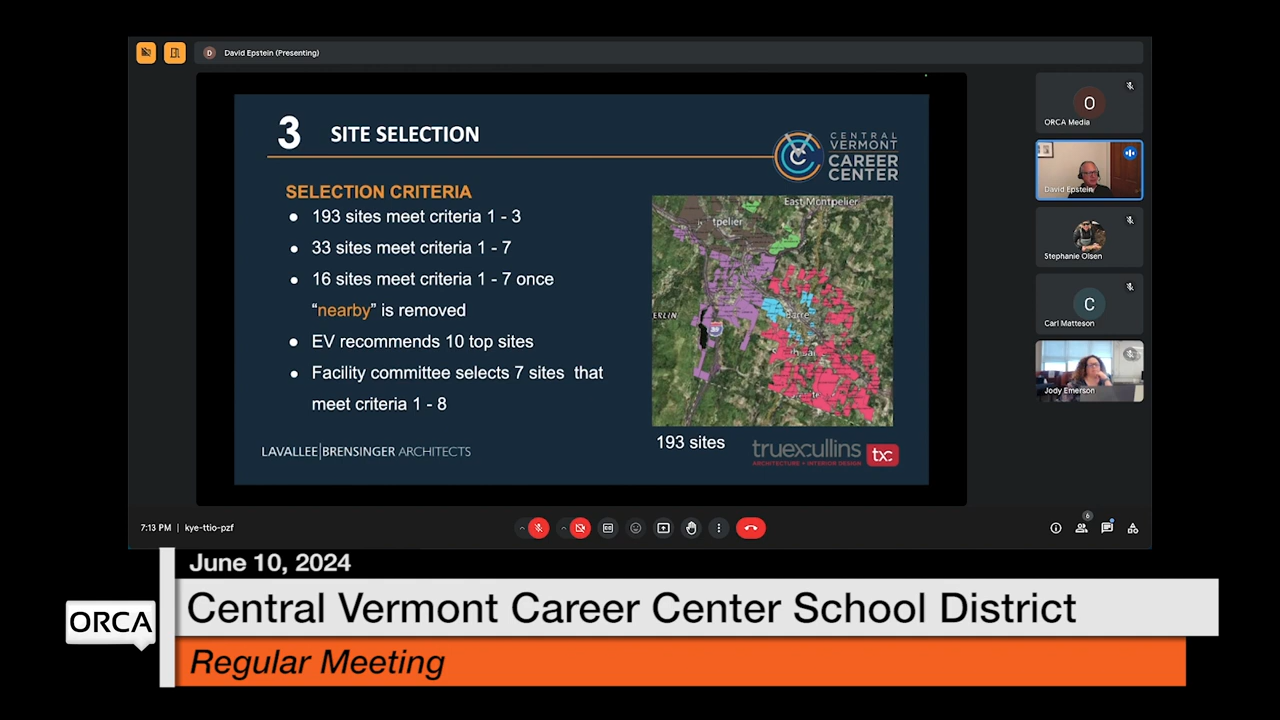 D
David Epstein (Presenting)
3 SITE SELECTION
CENTRAL
VERMONT
CAREER
CENTER
C
SELECTION CRITERIA
• 193 sites meet criteria 1 - 3
• 33 sites meet criteria 1 - 7
• 16 sites meet criteria 1 - 7 once
“nearby” is removed
• EV recommends 10 top sites
• Facility committee selects 7 sites that
meet criteria 1 - 8
East Montpelier
tpelier
ERLIN
89
Barre
193 sites
LAVALLEE|BRENSINGER ARCHITECTS
truexcullins
ARCHITECTURE + INTERIOR DESIGN
txc
O
ORCA Media
David Epstein
Stephanie Olsen
C
Carl Matteson
Jody Emerson
7:13 PM | kye-ttio-pzf
6
June 10, 2024
ORCA
Central Vermont Career Center School District
Regular Meeting